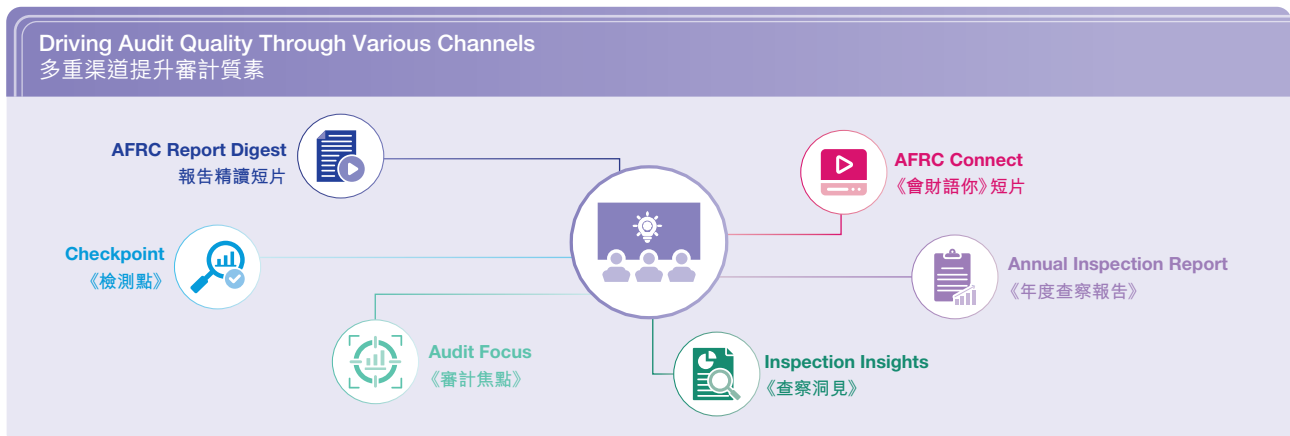 Driving Audit Quality Through Various Channels
多重渠道提升審計質素
AFRC Report Digest
報告精讀短片
AFRC Connect
《會財語你》短片
Checkpoint
《檢測點》
Annual Inspection Report
《年度查察報告》
Audit Focus
《審計焦點》
Inspection Insights
《查察洞見》